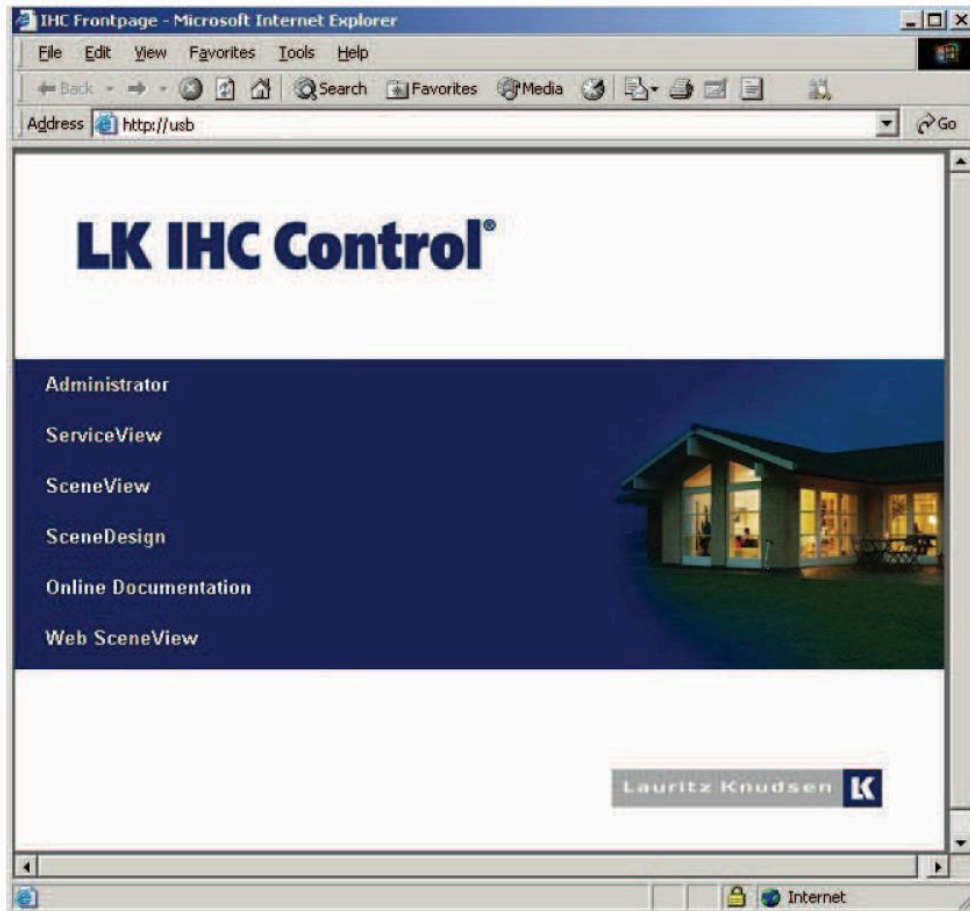 IHC Frontpage - Microsoft Internet Explorer
File Edit View Favorites Tools Help
Back Search Favorites Media
Address http://usb Go
LK IHC Control®
Administrator
ServiceView
SceneView
SceneDesign
Online Documentation
Web SceneView
Lauritz Knudsen LK
Internet